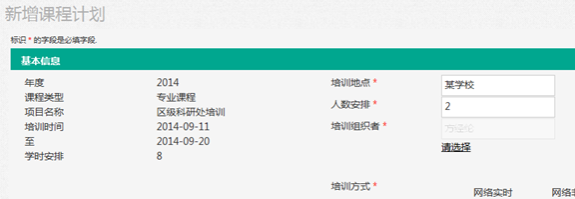 新增课程计划
标识 * 的字段是必填字段.
基本信息
年度 2014
课程类型 专业课程
项目名称 区级科研处培训
培训时间 2014-09-11
至 2014-09-20
学时安排 8
培训地点 * 某学校
人数安排 * 2
培训组织者 *
请选择
培训方式 * 网络实时 网络